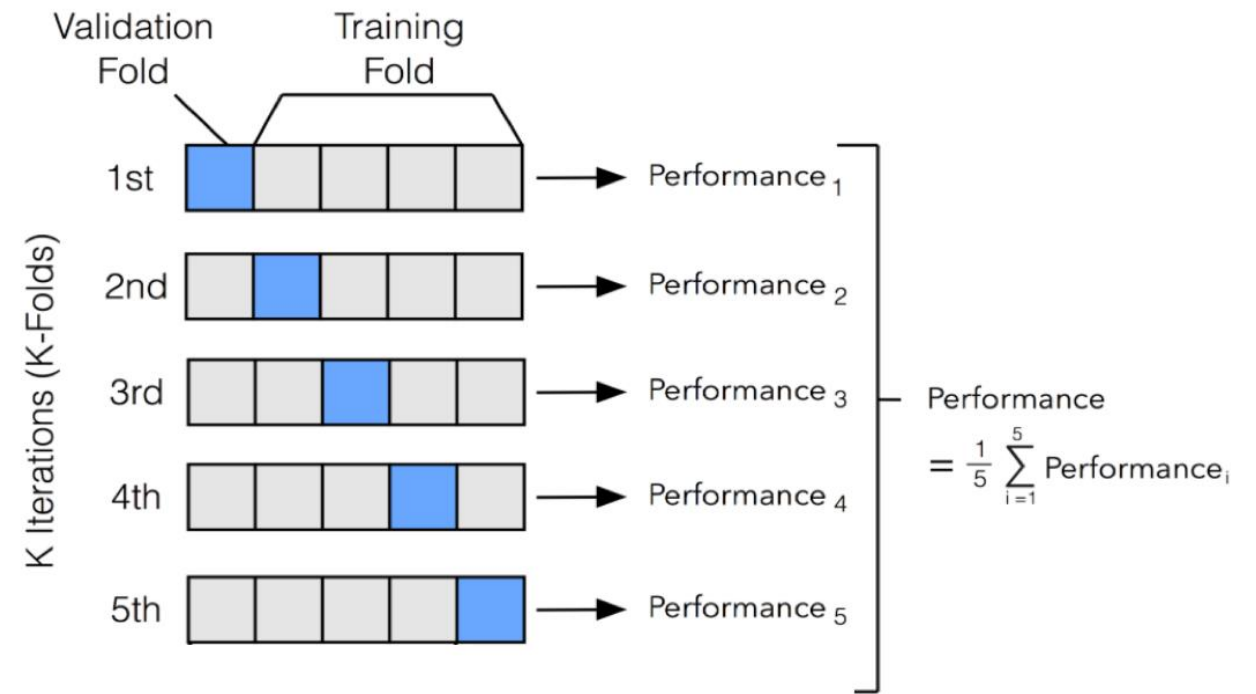 Validation
Fold
Training
Fold
K Iterations (K-Folds)
1st
Performance 1
2nd
Performance 2
3rd
Performance 3
4th
Performance 4
5th
Performance 5
Performance
= 1/5 5 ∑ i=1 Performance i